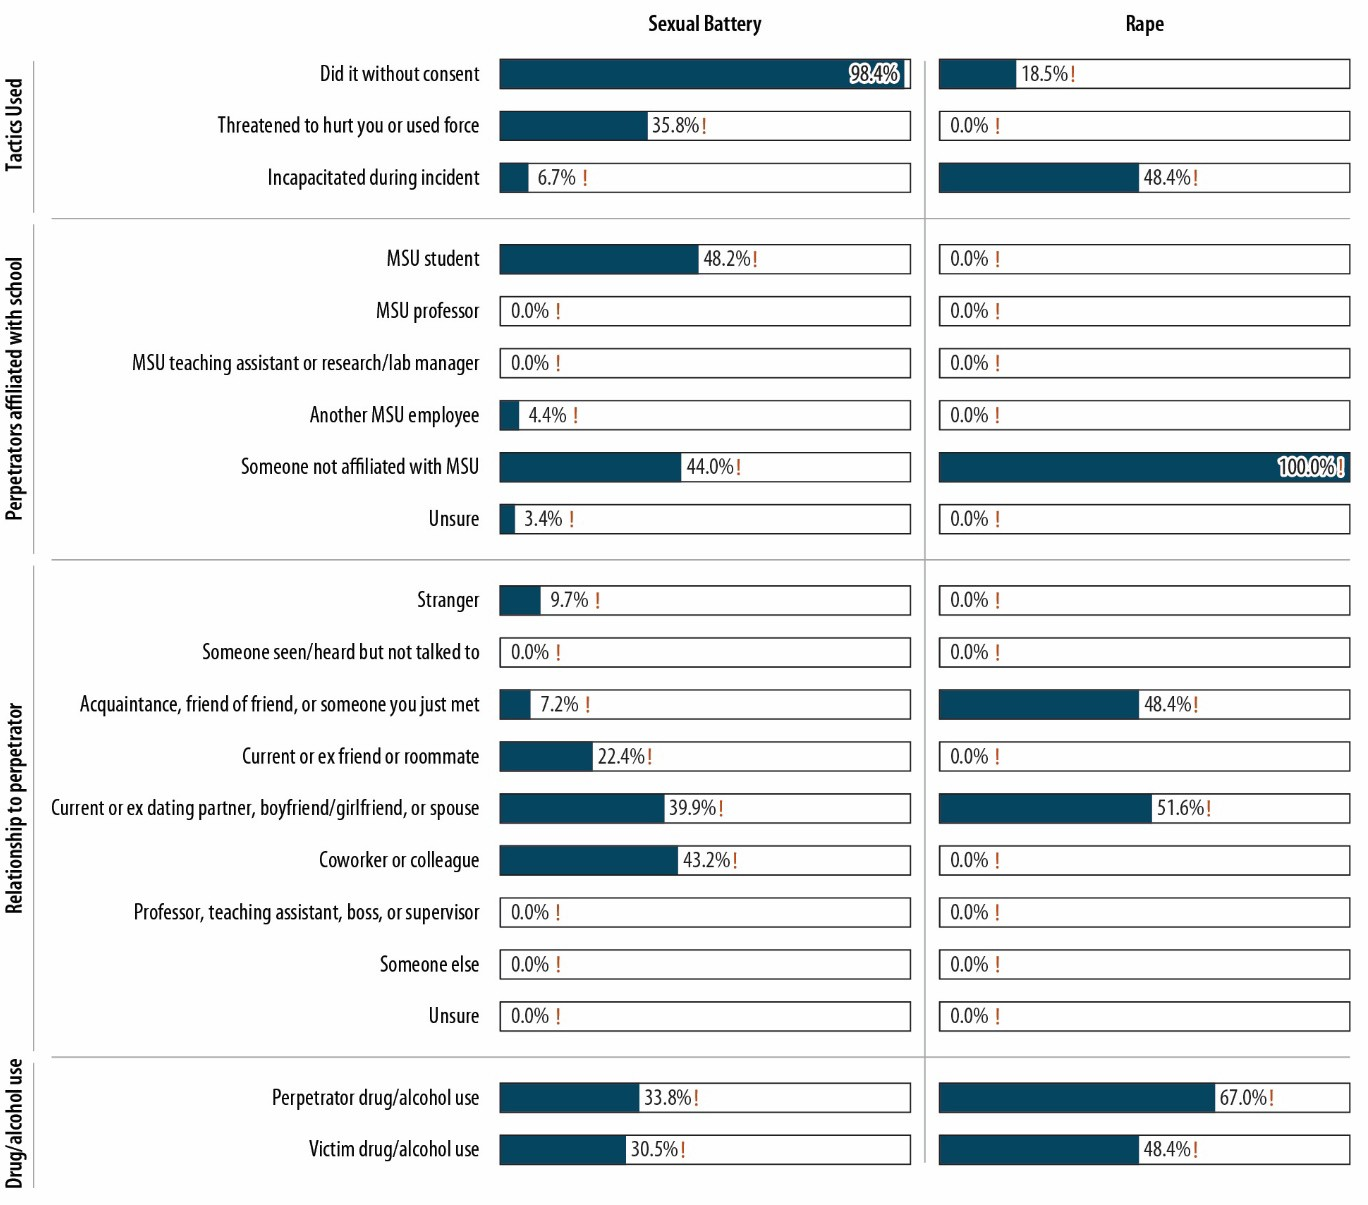 Sexual Battery Rape
Tactics Used
Did it without consent 98.4% 18.5% !
Threatened to hurt you or used force 35.8% ! 0.0% !
Incapacitated during incident 6.7% ! 48.4% !
Perpetrators affiliated with school
MSU student 48.2% ! 0.0% !
MSU professor 0.0% ! 0.0% !
MSU teaching assistant or research/lab manager 0.0% ! 0.0% !
Another MSU employee 4.4% ! 0.0% !
Someone not affiliated with MSU 44.0% ! 100.0% !
Unsure 3.4% ! 0.0% !
Relationship to perpetrator
Stranger 9.7% ! 0.0% !
Someone seen/heard but not talked to 0.0% ! 0.0% !
Acquaintance, friend of friend, or someone you just met 7.2% ! 48.4% !
Current or ex friend or roommate 22.4% ! 0.0% !
Current or ex dating partner, boyfriend/girlfriend, or spouse 39.9% ! 51.6% !
Coworker or colleague 43.2% ! 0.0% !
Professor, teaching assistant, boss, or supervisor 0.0% ! 0.0% !
Someone else 0.0% ! 0.0% !
Unsure 0.0% ! 0.0% !
Drug/alcohol use
Perpetrator drug/alcohol use 33.8% ! 67.0% !
Victim drug/alcohol use 30.5% ! 48.4% !